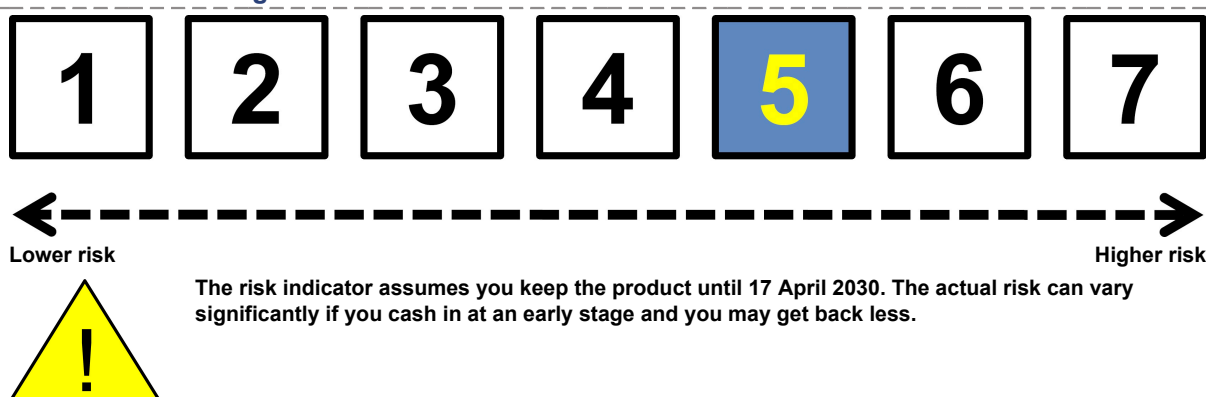 1 2 3 4 5 6 7
Lower risk Higher risk
The risk indicator assumes you keep the product until 17 April 2030. The actual risk can vary
significantly if you cash in at an early stage and you may get back less.
!